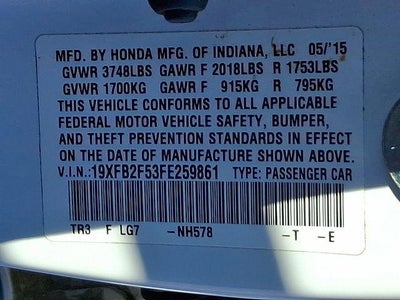 MFD. BY HONDA MFG. OF INDIANA, LLC 05/'15
GVWR 3748LBS GAWR F 2018LBS R 1753LBS
GVWR 1700KG GAWR F 915KG R 795KG
THIS VEHICLE CONFORMS TO ALL APPLICABLE
FEDERAL MOTOR VEHICLE SAFETY, BUMPER,
AND THEFT PREVENTION STANDARDS IN EFFECT
ON THE DATE OF MANUFACTURE SHOWN ABOVE.
V.I.N.: 19XFB2F53FE259861 TYPE: PASSENGER CAR
TR3 F LG7 -NH578 -T -E